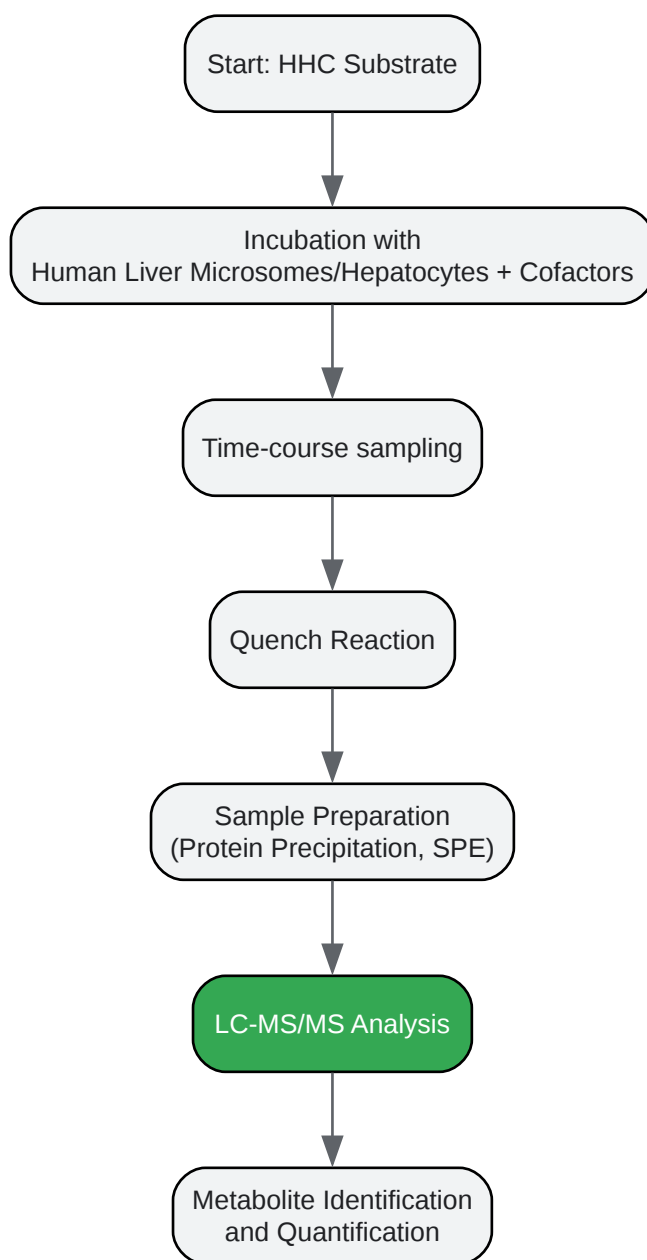 Start: HHC Substrate
Incubation with
Human Liver Microsomes/Hepatocytes + Cofactors
Time-course sampling
Quench Reaction
Sample Preparation
(Protein Precipitation, SPE)
LC-MS/MS Analysis
Metabolite Identification
and Quantification